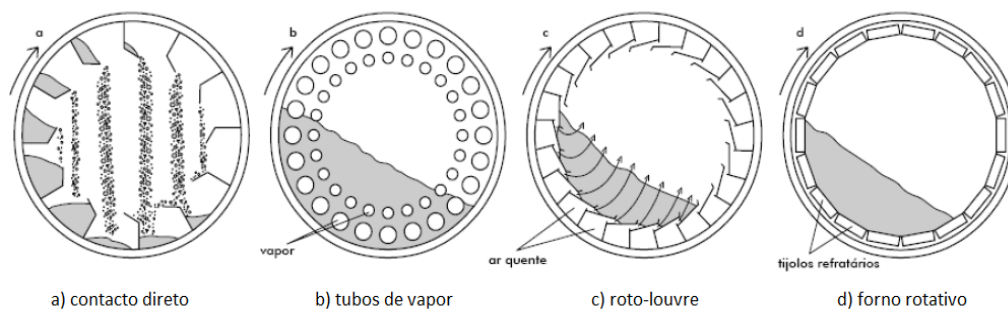 a
b
c
d
vapor
ar quente
tijolos refratários
a) contacto direto
b) tubos de vapor
c) roto-louvre
d) forno rotativo